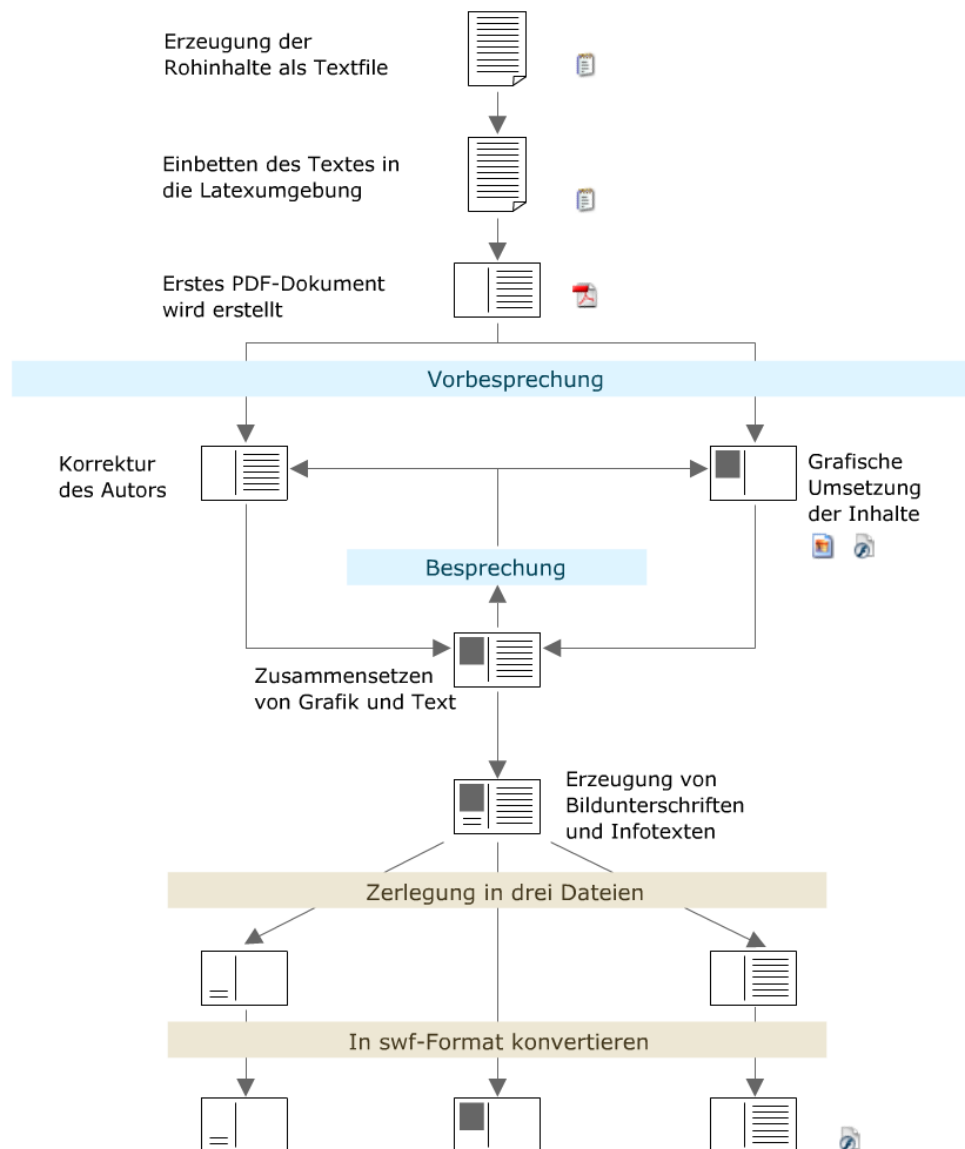 Erzeugung der
Rohinhalte als Textfile
Einbetten des Textes in
die Latexumgebung
Erstes PDF-Dokument
wird erstellt
Vorbesprechung
Korrektur
des Autors
Grafische
Umsetzung
der Inhalte
Besprechung
Zusammensetzen
von Grafik und Text
Erzeugung von
Bildunterschriften
und Infotexten
Zerlegung in drei Dateien
In swf-Format konvertieren